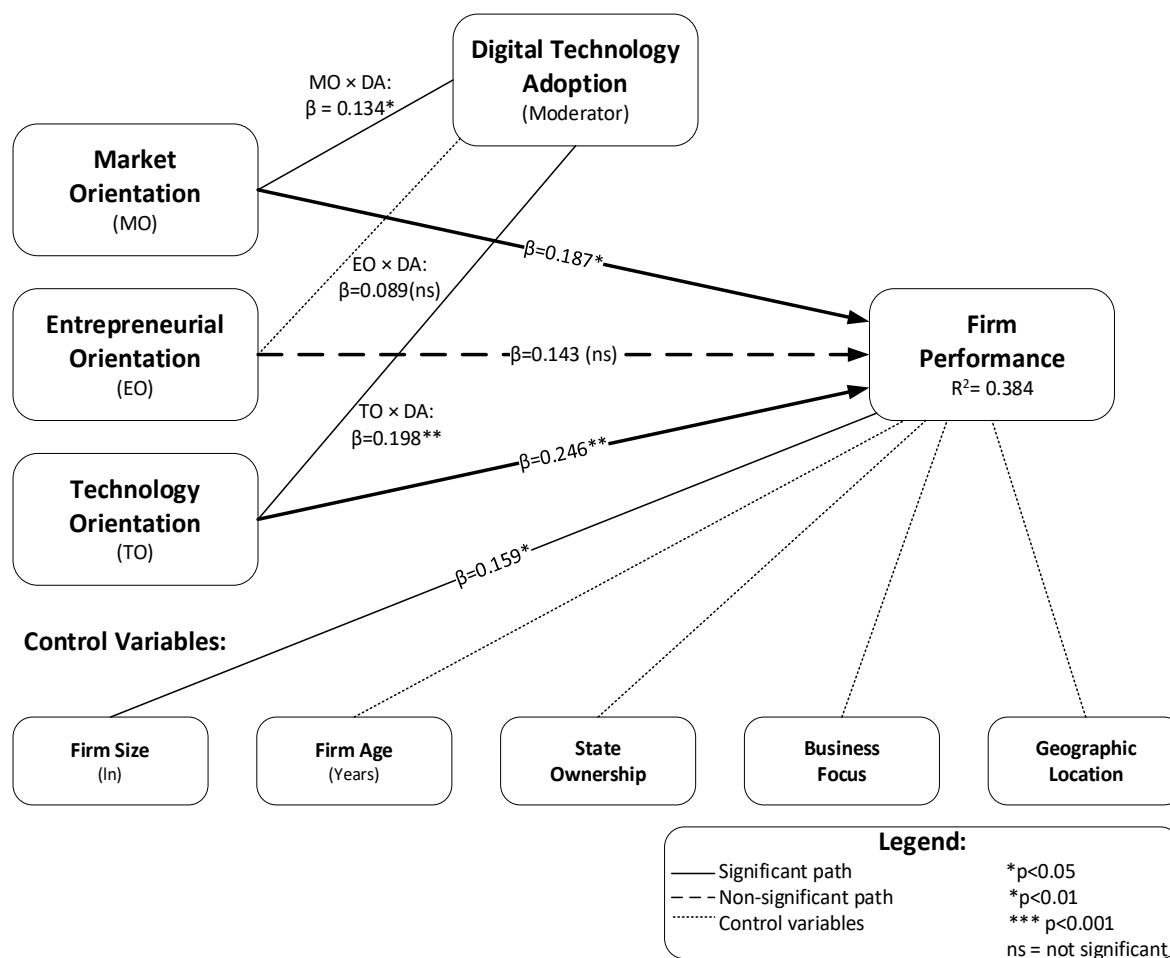 Digital Technology
Adoption
(Moderator)
MO × DA:
β = 0.134*
Market
Orientation
(MO)
β=0.187*
EO × DA:
β=0.089(ns)
Entrepreneurial
Orientation
(EO)
β=0.143 (ns)
Firm
Performance
R²= 0.384
TO × DA:
β=0.198**
Technology
Orientation
(TO)
β=0.246**
β=0.159*
Control Variables:
Firm Size
(In)
Firm Age
(Years)
State
Ownership
Business
Focus
Geographic
Location
Legend:
Significant path
*p<0.05
Non-significant path
*p<0.01
Control variables
*** p<0.001
ns = not significant